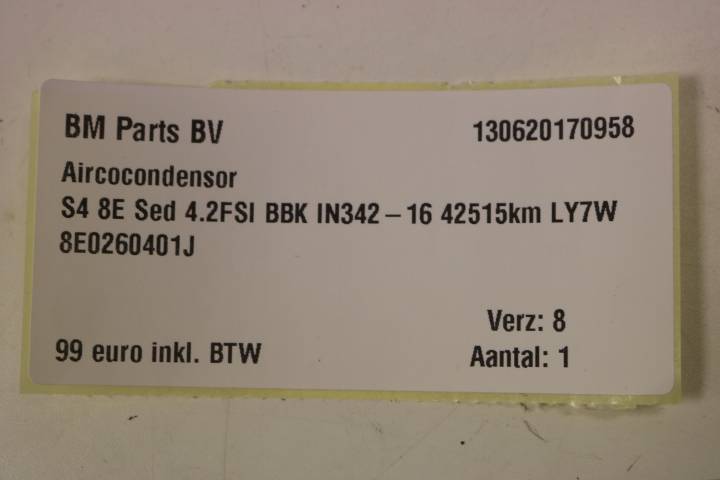 BM Parts BV 130620170958
Aircocondensor
S4 8E Sed 4.2FSI BBK IN342-16 42515km LY7W
8E0260401J
Verz: 8
99 euro inkl. BTW Aantal: 1